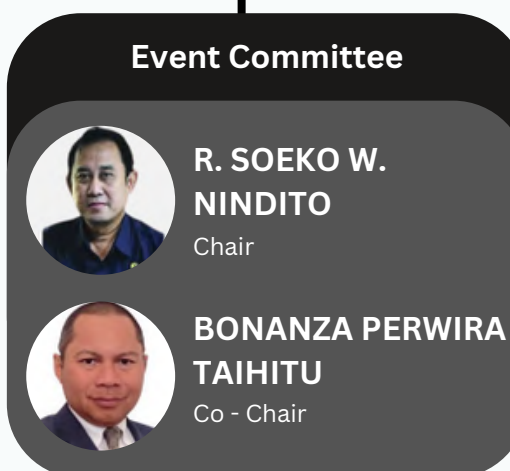 Event Committee
R. SOEKO W.
NINDITO
Chair
BONANZA PERWIRA
TAIHITU
Co - Chair